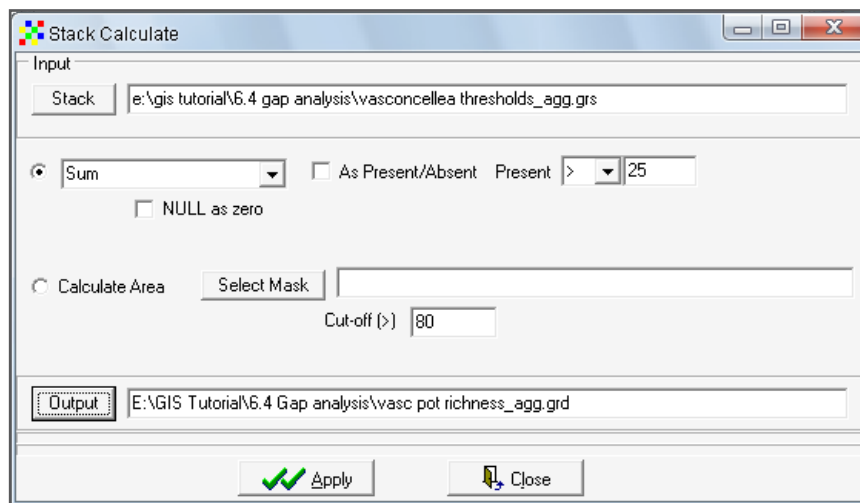 Stack Calculate
Input
Stack e:\gis tutorial\6.4 gap analysis\vasconcellea thresholds_agg.grs
Sum As Present/Absent Present > 25
NULL as zero
Calculate Area Select Mask
Cut-off (>) 80
Output E:\GIS Tutorial\6.4 Gap analysis\vasc pot richness_agg.grd
Apply Close